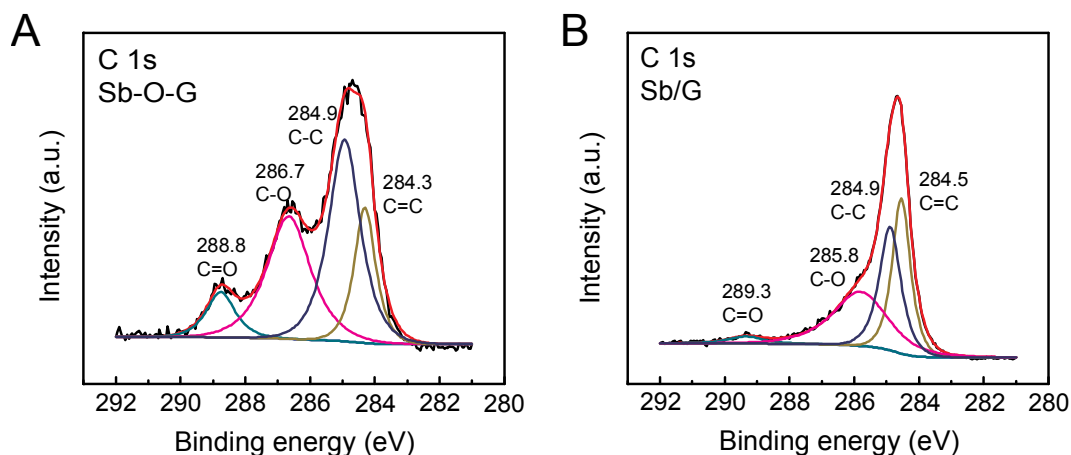 A
C 1s
Sb-O-G
284.9
C-C
286.7
C-O
284.3
C=C
288.8
C=O
Intensity (a.u.)
292 290 288 286 284 282 280
Binding energy (eV)
B
C 1s
Sb/G
284.9
C-C
284.5
C=C
285.8
C-O
289.3
C=O
Intensity (a.u.)
292 290 288 286 284 282 280
Binding energy (eV)